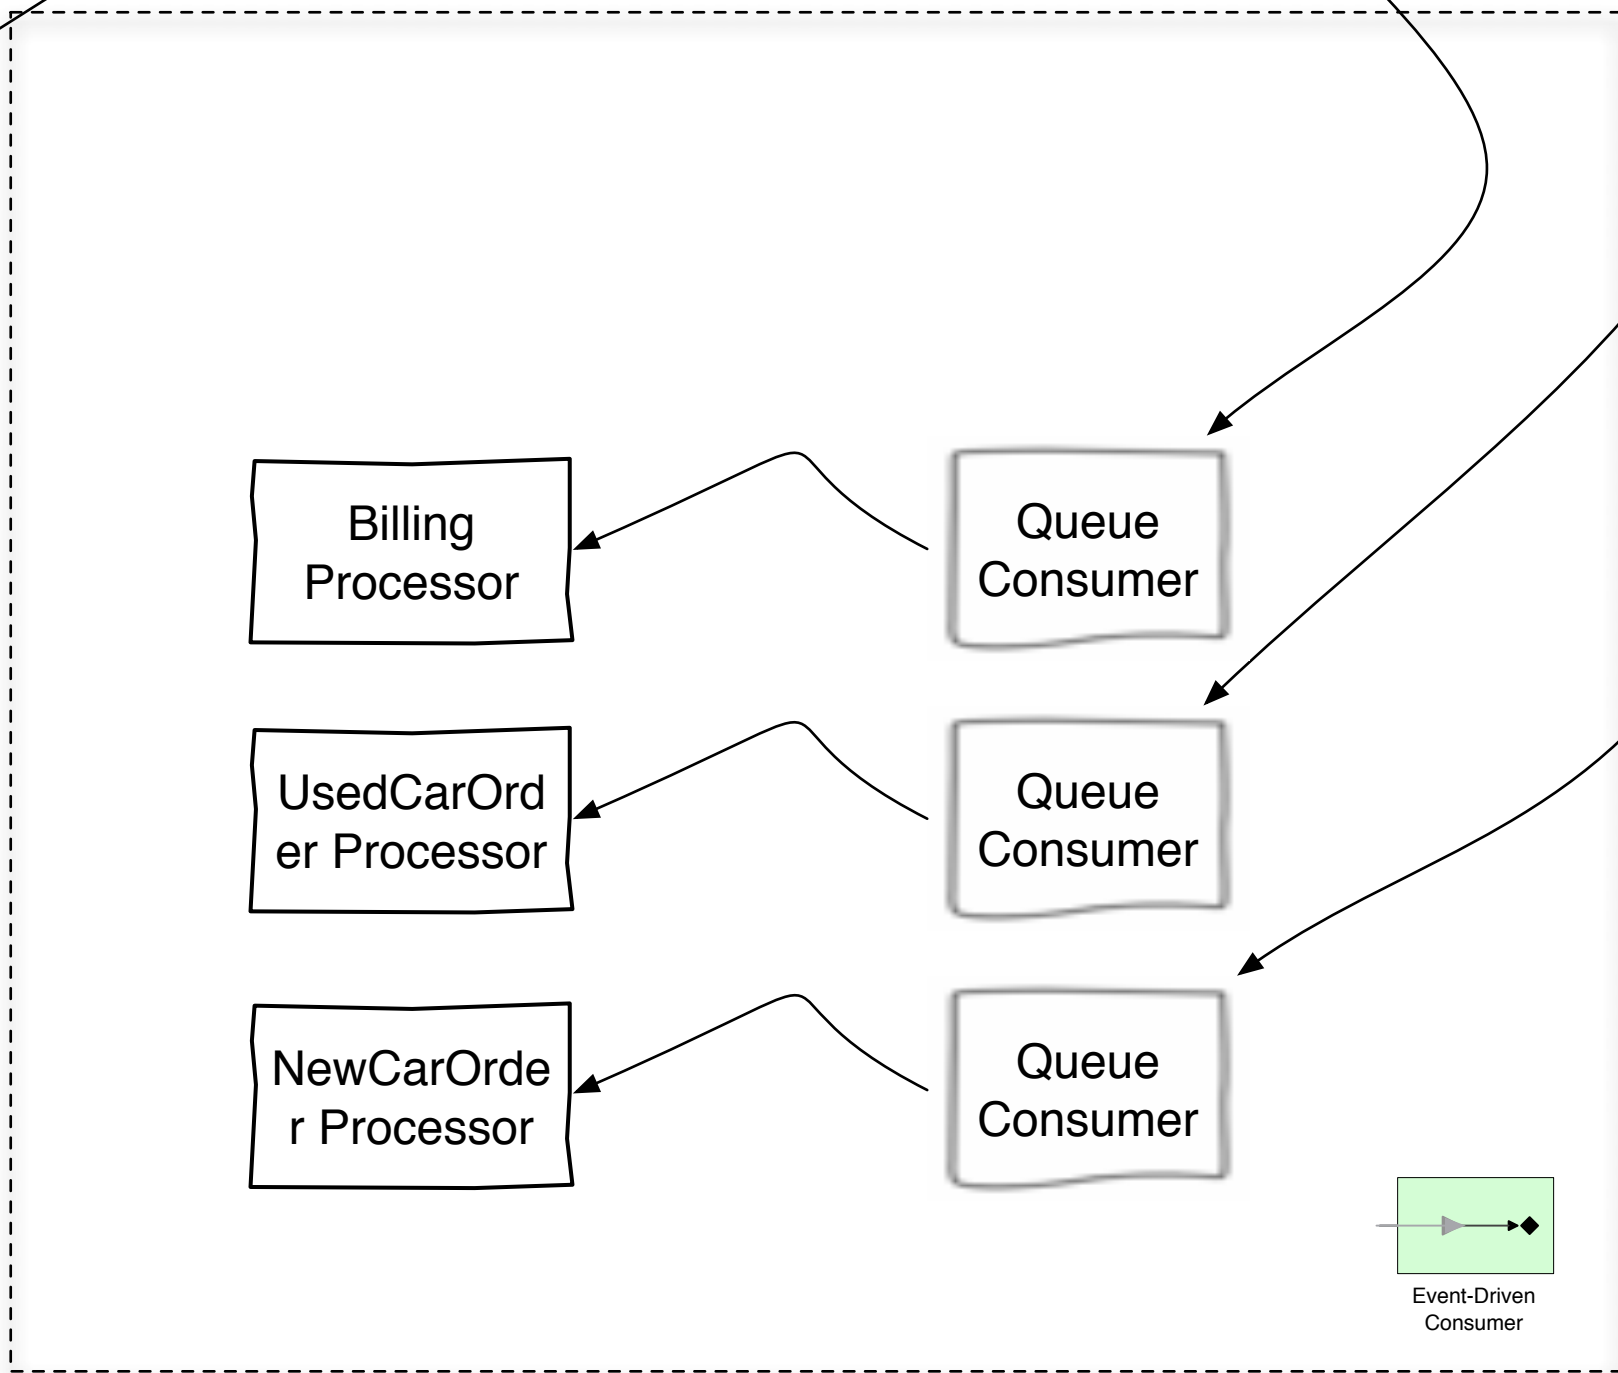 Billing
Processor
Queue
Consumer
UsedCarOrd
er Processor
Queue
Consumer
NewCarOrde
r Processor
Queue
Consumer
Event-Driven
Consumer